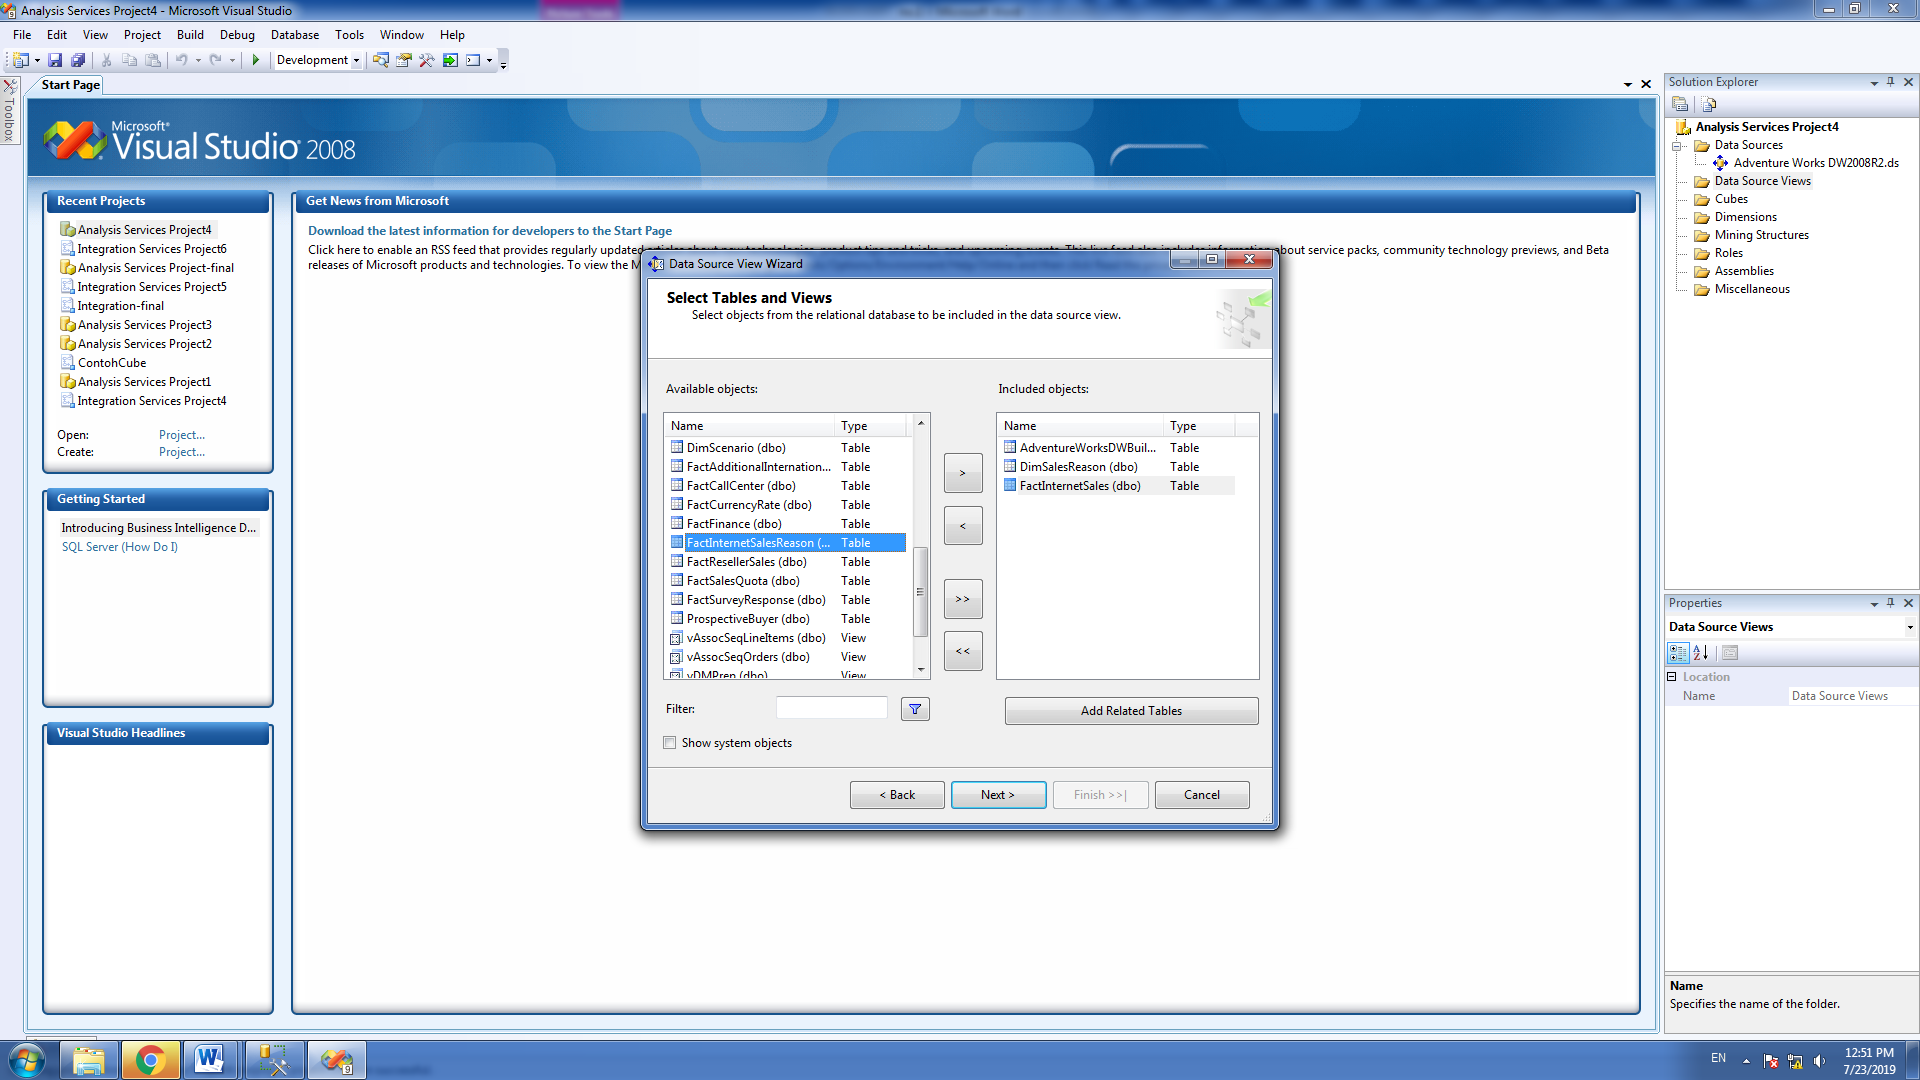 Analysis Services Project4 - Microsoft Visual Studio
File Edit View Project Build Debug Database Tools Window Help
Development
Toolbox
Start Page
Microsoft®
Visual Studio® 2008
Recent Projects
Analysis Services Project4
Integration Services Project6
Analysis Services Project-final
Integration Services Project5
Integration-final
Analysis Services Project3
Analysis Services Project2
ContohCube
Analysis Services Project1
Integration Services Project4
Open: Project...
Create: Project...
Getting Started
Introducing Business Intelligence D...
SQL Server (How Do I)
Visual Studio Headlines
Get News from Microsoft
Download the latest information for developers to the Start Page
Click here to enable an RSS feed that provides regularly updated about service packs, community technology previews, and Beta
releases of Microsoft products and technologies. To view the
Data Source View Wizard
Select Tables and Views
Select objects from the relational database to be included in the data source view.
Available objects:
Name Type
DimScenario (dbo) Table
FactAdditionalInternation... Table
FactCallCenter (dbo) Table
FactCurrencyRate (dbo) Table
FactFinance (dbo) Table
FactInternetSalesReason (... Table
FactResellerSales (dbo) Table
FactSalesQuota (dbo) Table
FactSurveyResponse (dbo) Table
ProspectiveBuyer (dbo) Table
vAssocSeqLineItems (dbo) View
vAssocSeqOrders (dbo) View
vDMPrep (dbo) View
>
<
>>
<<
Included objects:
Name Type
AdventureWorksDWBuil... Table
DimSalesReason (dbo) Table
FactInternetSales (dbo) Table
Filter:
Add Related Tables
Show system objects
< Back Next > Finish >>| Cancel
Solution Explorer
Analysis Services Project4
Data Sources
Adventure Works DW2008R2.ds
Data Source Views
Cubes
Dimensions
Mining Structures
Roles
Assemblies
Miscellaneous
Properties
Data Source Views
Location
Name Data Source Views
Name
Specifies the name of the folder.
EN
12:51 PM
7/23/2019